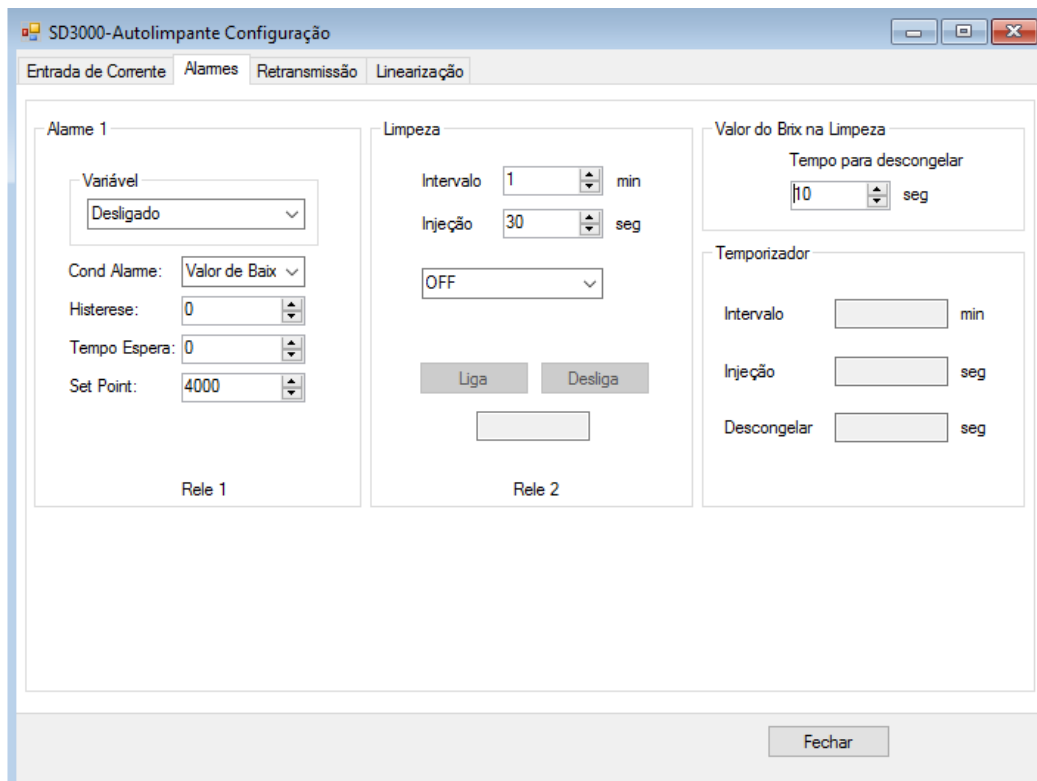 SD3000-Autolimpante Configuração
Entrada de Corrente Alarmes Retransmissão Linearização
Alarme 1
Variável
Desligado
Cond Alarme: Valor de Baix
Histerese: 0
Tempo Espera: 0
Set Point: 4000
Rele 1
Limpeza
Intervalo 1 min
Injeção 30 seg
OFF
Liga Desliga
Rele 2
Valor do Brix na Limpeza
Tempo para descongelar
10 seg
Temporizador
Intervalo min
Injeção seg
Descongelar seg
Fechar